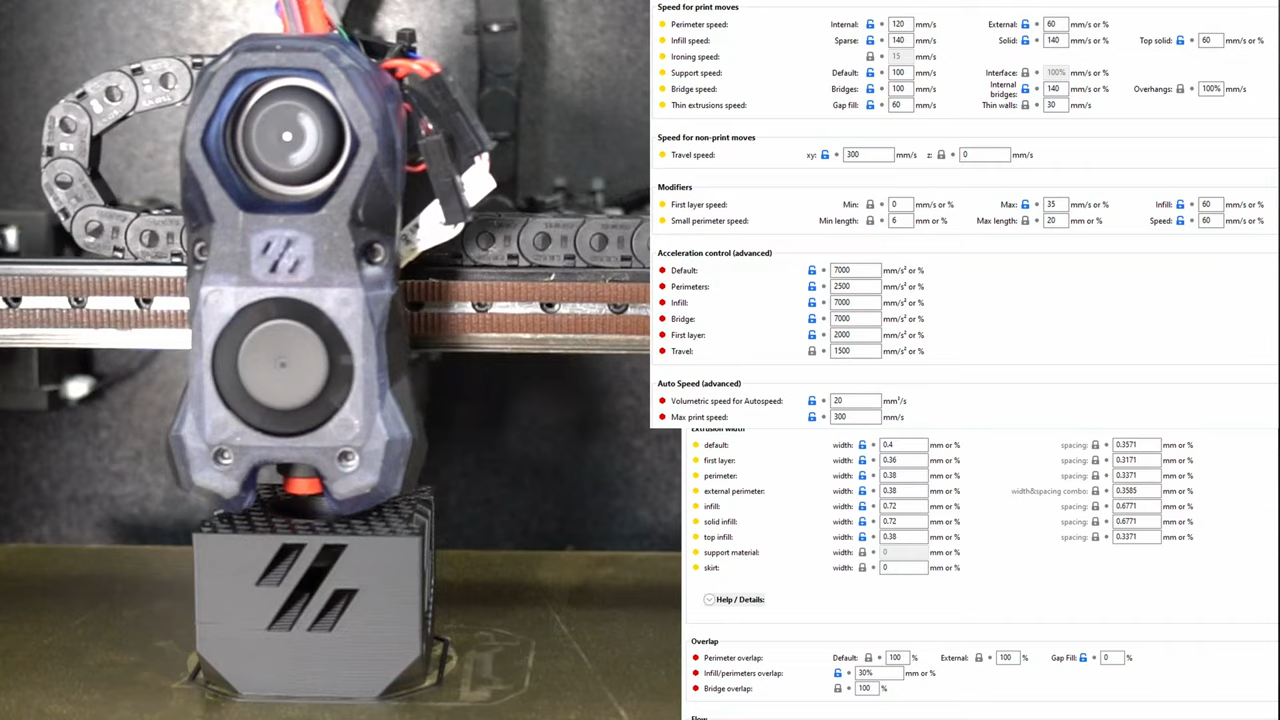 Speed for print moves
Perimeter speed: Internal: 120 mm/s External: 60 mm/s or %
Infill speed: Sparse: 140 mm/s Solid: 140 mm/s or % Top solid: 60 mm/s or %
Ironing speed: 15 mm/s
Support speed: Default: 100 mm/s Interface: 100% mm/s or %
Bridge speed: Bridges: 100 mm/s Internal bridges: 140 mm/s or % Overhangs: 100% mm/s
Thin extrusions speed: Gap fill: 60 mm/s Thin walls: 30 mm/s
Speed for non-print moves
Travel speed: xy: 300 mm/s z: 0 mm/s
Modifiers
First layer speed: Min: 0 mm/s or % Max: 35 mm/s or % Infill: 60 mm/s or %
Small perimeter speed: Min length: 6 mm or % Max length: 20 mm or % Speed: 60 mm/s or %
Acceleration control (advanced)
Default: 7000 mm/s² or %
Perimeters: 2500 mm/s² or %
Infill: 7000 mm/s² or %
Bridge: 7000 mm/s² or %
First layer: 2000 mm/s² or %
Travel: 1500 mm/s² or %
Auto Speed (advanced)
Volumetric speed for Autospeed: 20 mm³/s
Max print speed: 300 mm/s
Extrusion width
default: width: 0.4 mm or % spacing: 0.3571 mm or %
first layer: width: 0.36 mm or % spacing: 0.3171 mm or %
perimeter: width: 0.38 mm or % spacing: 0.3371 mm or %
external perimeter: width: 0.38 mm or % width&spacing combo: 0.3585 mm or %
infill: width: 0.72 mm or % spacing: 0.6771 mm or %
solid infill: width: 0.72 mm or % spacing: 0.6771 mm or %
top infill: width: 0.38 mm or % spacing: 0.3371 mm or %
support material: width: 0 mm or %
skirt: width: 0 mm or %
Help / Details:
Overlap
Perimeter overlap: Default: 100 % External: 100 % Gap Fill: 0 %
Infill/perimeters overlap: 30% mm or %
Bridge overlap: 100 %
Flow